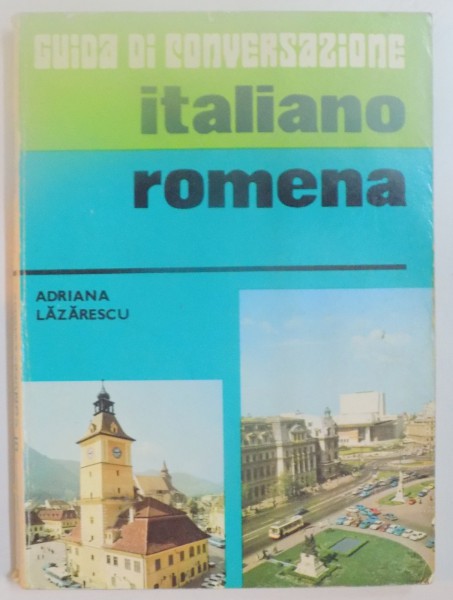 GUIDA DI CONVERSAZIONE
italiano
romena
ADRIANA
LĂZĂRESCU